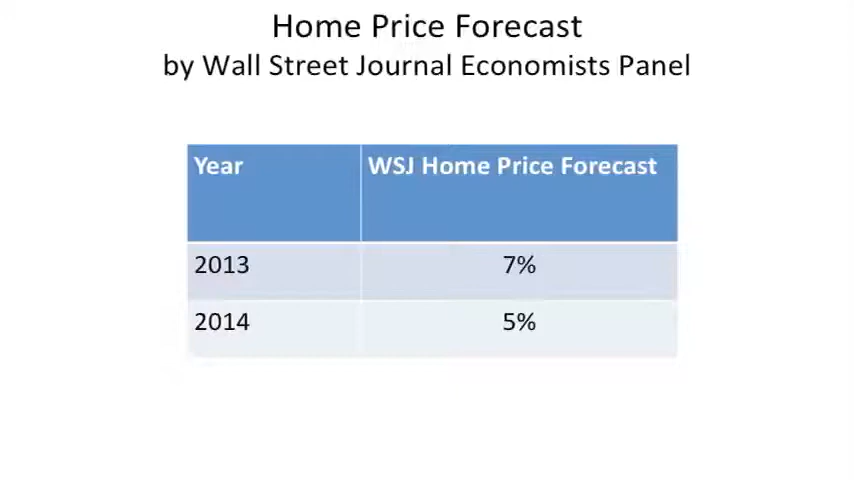 Home Price Forecast
by Wall Street Journal Economists Panel
Year WSJ Home Price Forecast
2013 7%
2014 5%